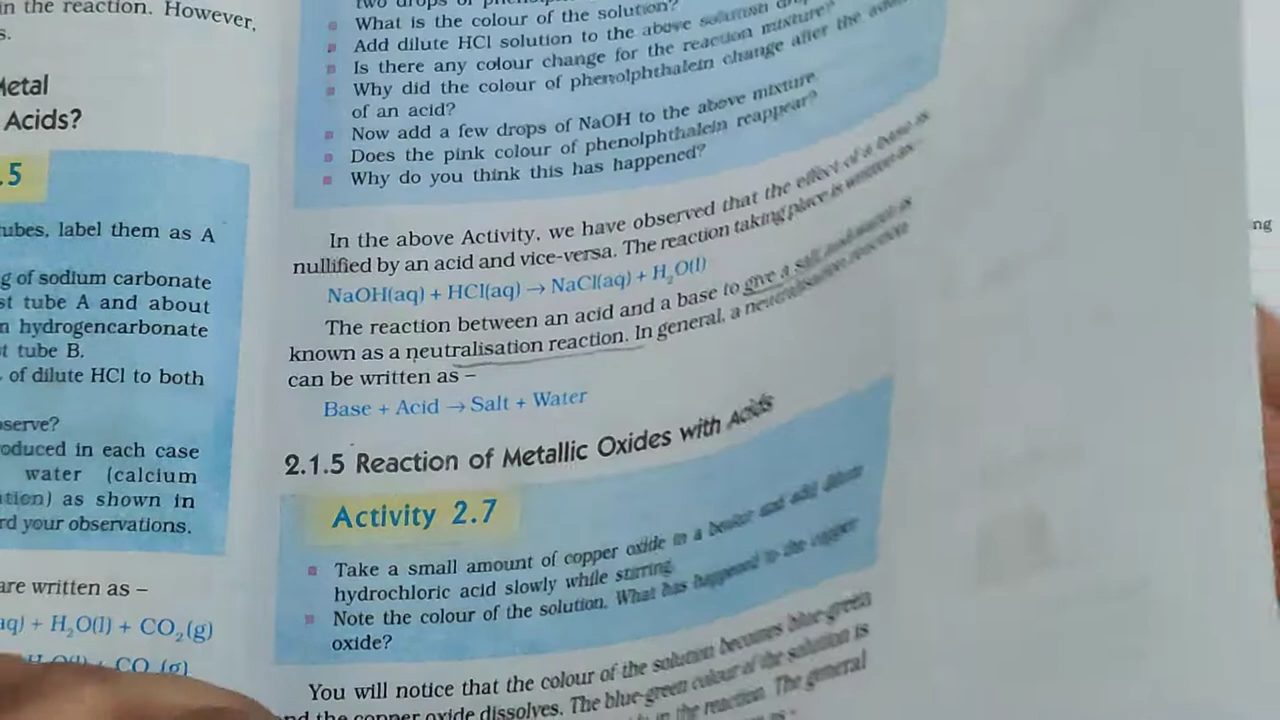 in the reaction. However,
s.
Metal
Acids?
.5
tubes, label them as A
g of sodium carbonate
st tube A and about
n hydrogencarbonate
t tube B.
of dilute HCl to both
bserve?
oduced in each case
water (calcium
ution) as shown in
rd your observations.
are written as –
aq) + H₂O(l) + CO₂(g)
H₂O(l) + CO₂(g)
two drops of
What is the colour of the solution?
Add dilute HCl solution to the above solution
Is there any colour change for the reaction mixture?
Why did the colour of phenolphthalein change after the
of an acid?
Now add a few drops of NaOH to the above mixture.
Does the pink colour of phenolphthalein reappear?
Why do you think this has happened?
In the above Activity, we have observed that the effect of a base is
nullified by an acid and vice-versa. The reaction taking place is written as –
NaOH(aq) + HCl(aq) → NaCl(aq) + H₂O(l)
The reaction between an acid and a base to give a salt and water is
known as a neutralisation reaction. In general, a neutralisation reaction
can be written as –
Base + Acid → Salt + Water
2.1.5 Reaction of Metallic Oxides with Acids
Activity 2.7
Take a small amount of copper oxide in a beaker and add dilute
hydrochloric acid slowly while stirring.
Note the colour of the solution. What has happened to the copper
oxide?
You will notice that the colour of the solution becomes blue-green
and the copper oxide dissolves. The blue-green colour of the solution is
in the reaction. The general
as –
ng